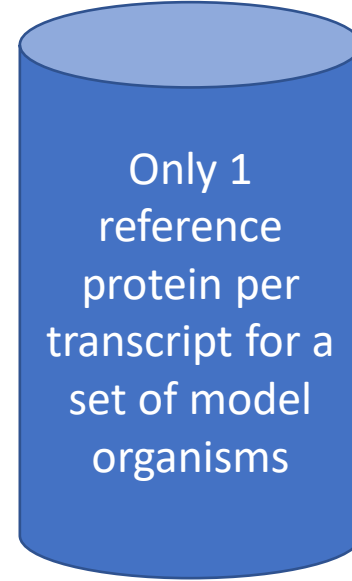 Only 1
reference
protein per
transcript for a
set of model
organisms